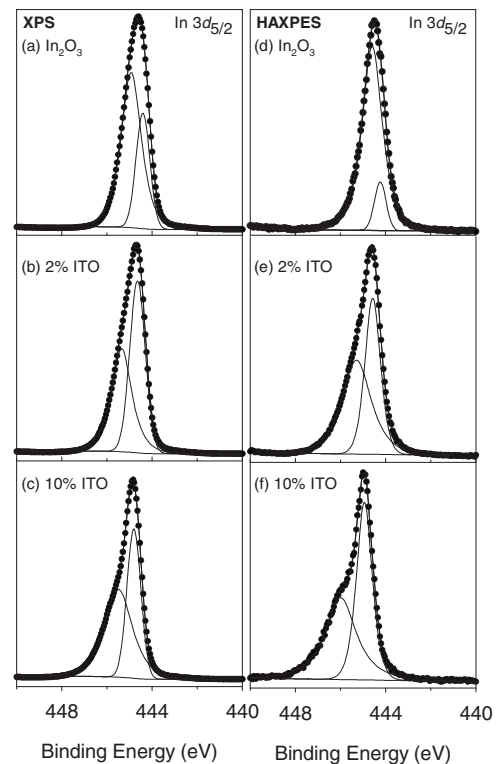 XPS In 3d5/2
(a) In2O3
HAXPES In 3d5/2
(d) In2O3
(b) 2% ITO
(e) 2% ITO
(c) 10% ITO
(f) 10% ITO
448 444 440
448 444 440
Binding Energy (eV)
Binding Energy (eV)